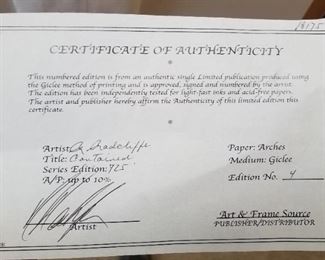 18175
CERTIFICATE OF AUTHENTICITY
This numbered edition is from an authentic single Limited publication produced using
the Giclee method of printing and is approved, signed and numbered by the artist.
The edition has been independently tested for light-fast inks and acid-free papers.
The artist and publisher hereby affirm the Authenticity of this limited edition this
certificate.
Artist: Radcliffe
Title:
Series Edition: 425
A/P: up to 10%
Artist
Paper: Arches
Medium: Giclee
Edition No. 4
Art & Frame Source
PUBLISHER/DISTRIBUTOR